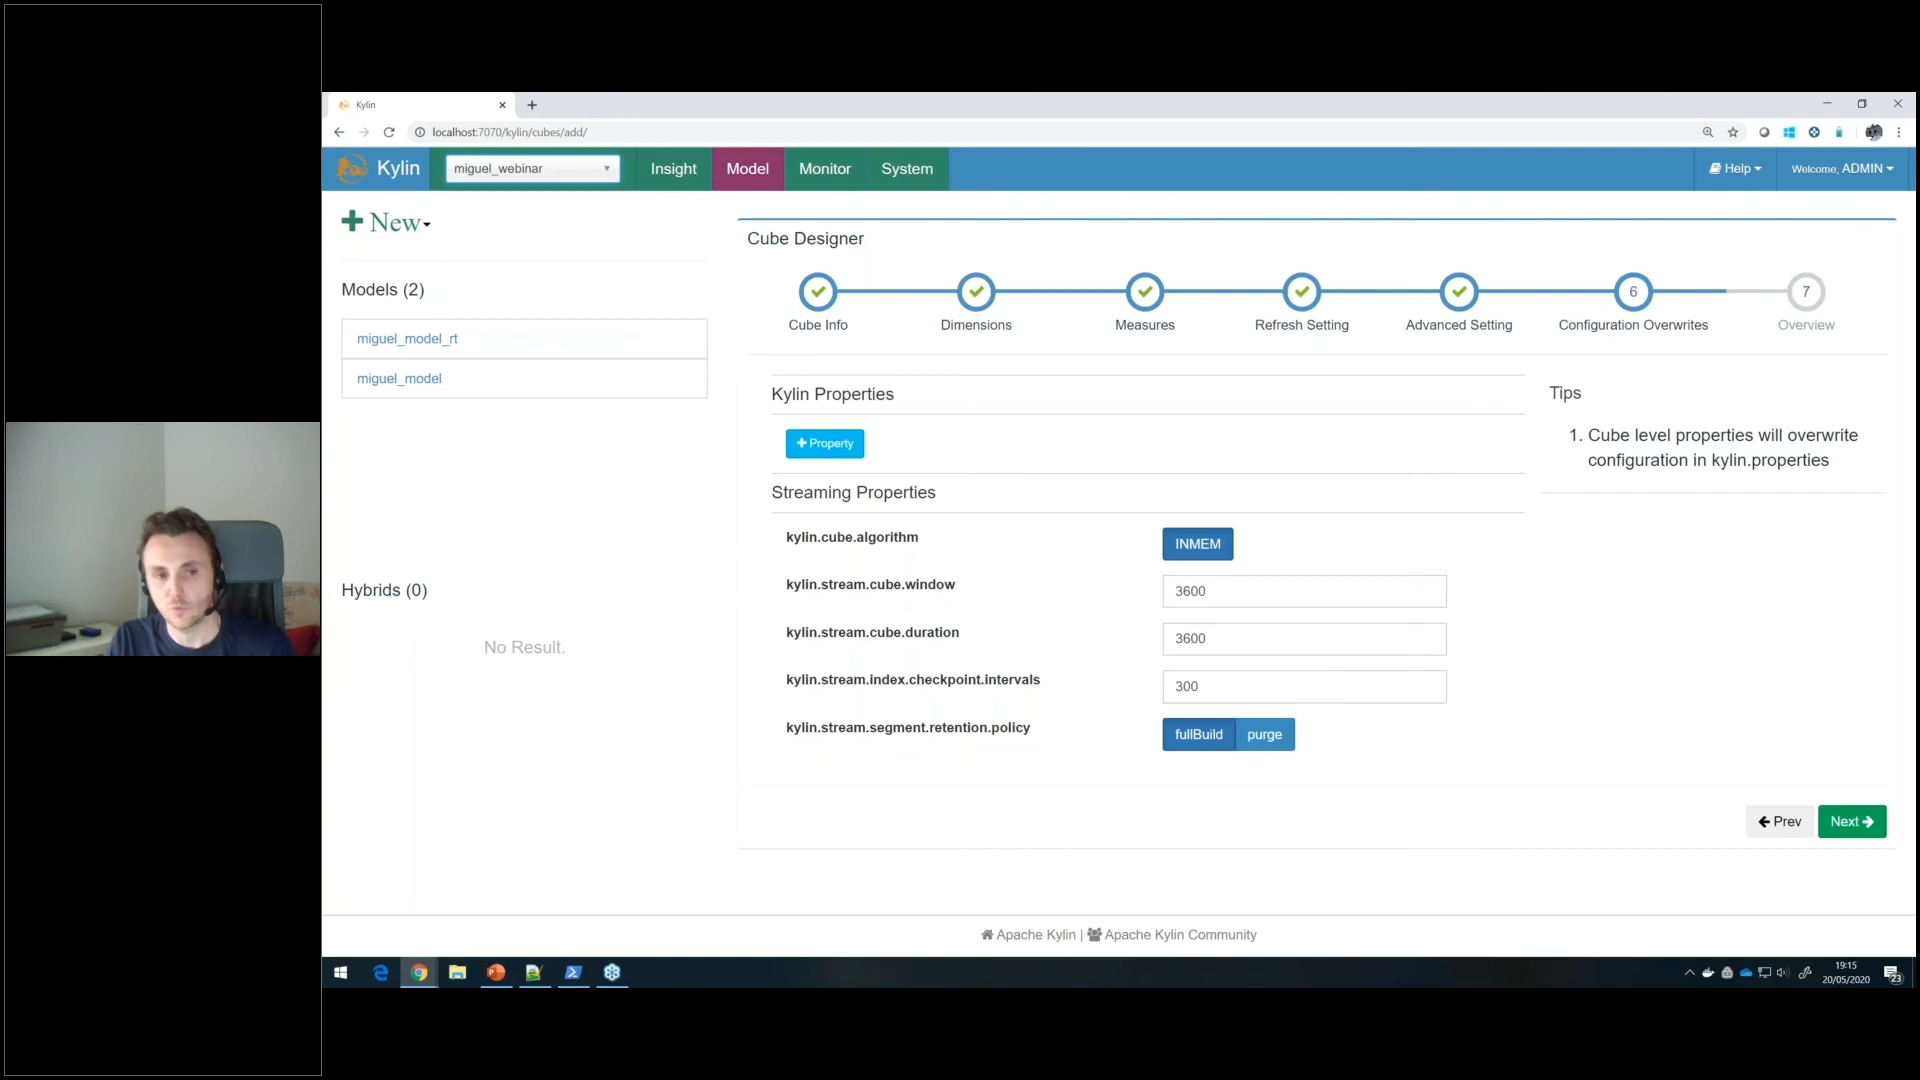 Kylin
localhost:7070/kylin/cubes/add/
Kylin
miguel_webinar
Insight
Model
Monitor
System
Help
Welcome, ADMIN
New
Models (2)
miguel_model_rt
miguel_model
Hybrids (0)
No Result.
Cube Designer
6
7
Cube Info
Dimensions
Measures
Refresh Setting
Advanced Setting
Configuration Overwrites
Overview
Kylin Properties
Property
Streaming Properties
kylin.cube.algorithm
INMEM
kylin.stream.cube.window
3600
kylin.stream.cube.duration
3600
kylin.stream.index.checkpoint.intervals
300
kylin.stream.segment.retention.policy
fullBuild
purge
Tips
1. Cube level properties will overwrite
configuration in kylin.properties
Prev
Next
Apache Kylin | Apache Kylin Community
19:15
20/05/2020
23